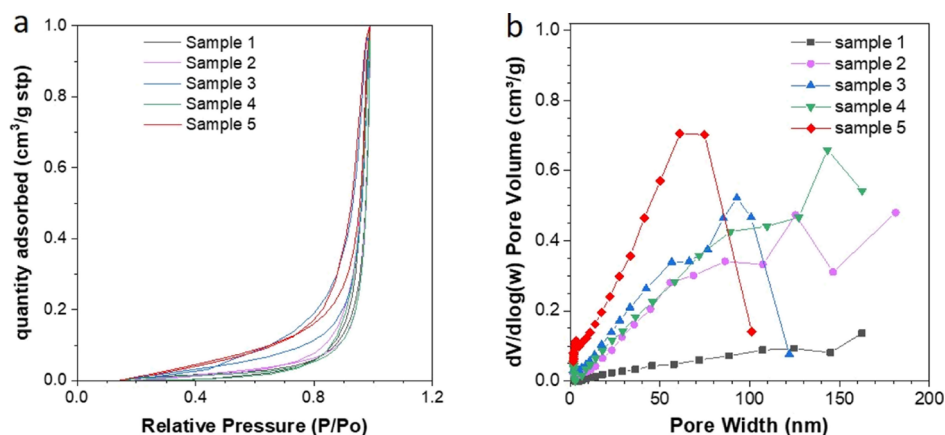 a
quantity adsorbed (cm³/g stp)
1.0
0.8
0.6
0.4
0.2
0.0
Sample 1
Sample 2
Sample 3
Sample 4
Sample 5
0.0
0.4
0.8
1.2
Relative Pressure (P/Po)
b
dV/dlog(w) Pore Volume (cm³/g)
1.0
0.8
0.6
0.4
0.2
0.0
sample 1
sample 2
sample 3
sample 4
sample 5
0
50
100
150
200
Pore Width (nm)